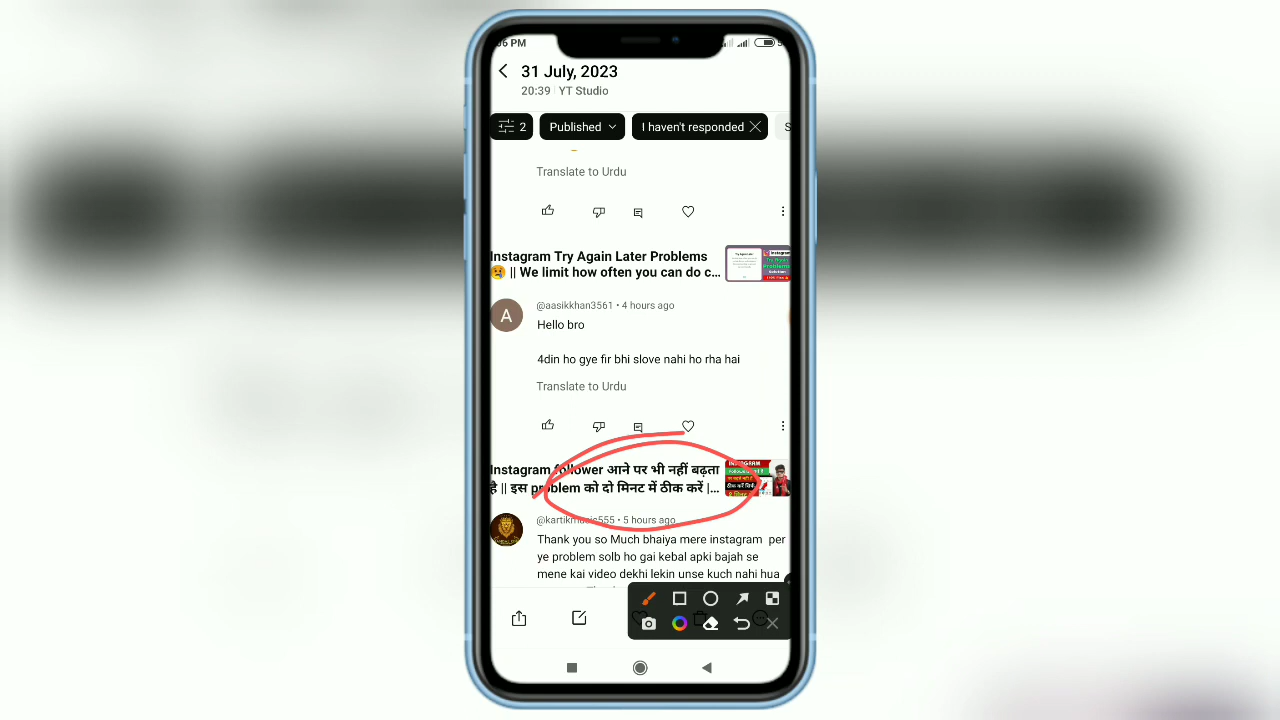 06 PM
31 July, 2023
20:39 | YT Studio
2
Published
I haven't responded
S
Translate to Urdu
Instagram Try Again Later Problems
😢 || We limit how often you can do c...
@aasikkhan3561 • 4 hours ago
A
Hello bro
4din ho gye fir bhi slove nahi ho rha hai
Translate to Urdu
Instagram follower आने पर भी नहीं बढ़ता
है || इस problem को दो मिनट में ठीक करें |...
INSTAGRAM
@kartikmusic555 • 5 hours ago
Thank you so Much bhaiya mere instagram per
ye problem solb ho gai kebal apki bajah se
mene kai video dekhi lekin unse kuch nahi hua